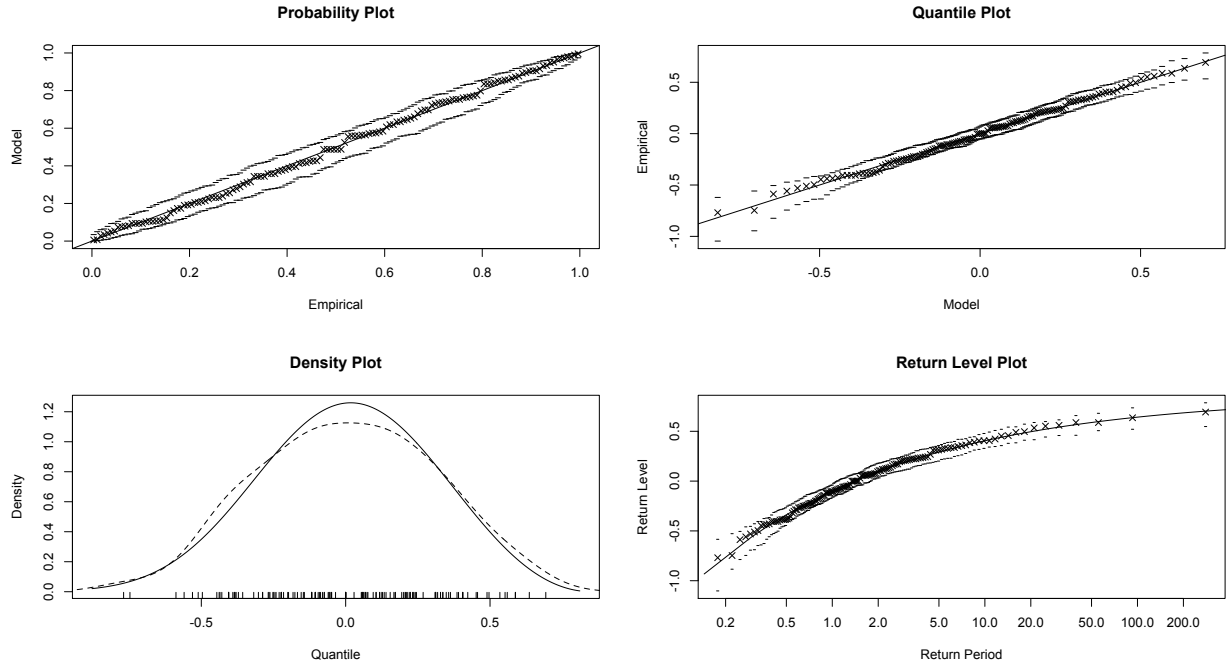 Probability Plot
Model
1.0
0.8
0.6
0.4
0.2
0.0
0.0 0.2 0.4 0.6 0.8 1.0
Empirical
Quantile Plot
Empirical
0.5
0.0
-0.5
-1.0
-0.5 0.0 0.5
Model
Density Plot
Density
1.2
1.0
0.8
0.6
0.4
0.2
0.0
-0.5 0.0 0.5
Quantile
Return Level Plot
Return Level
0.5
0.0
-0.5
-1.0
0.2 0.5 1.0 2.0 5.0 10.0 20.0 50.0 100.0 200.0
Return Period